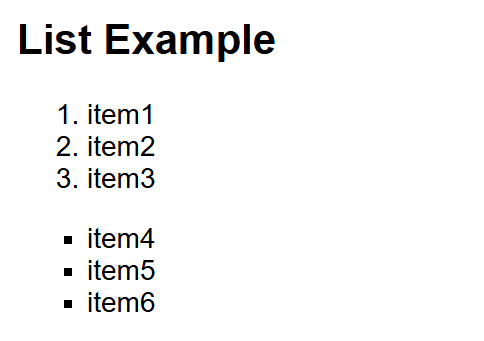 List Example
1. item1
2. item2
3. item3
▪ item4
▪ item5
▪ item6